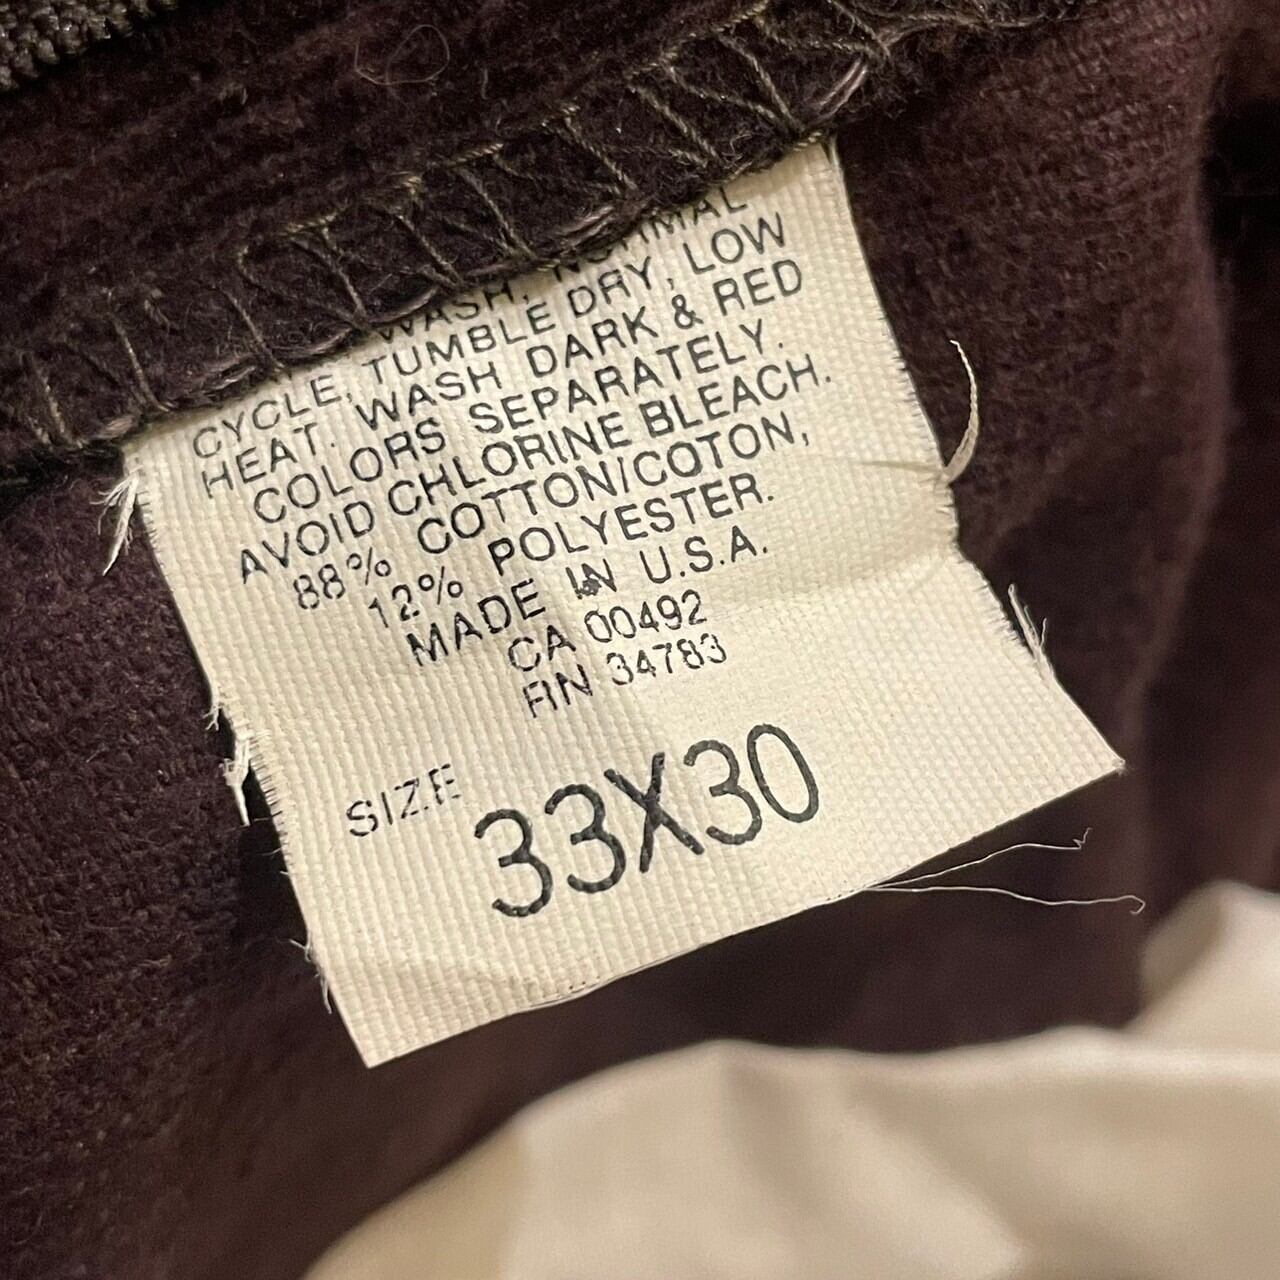 WASH, NORMAL
CYCLE, TUMBLE DRY, LOW
HEAT. WASH DARK & RED
COLORS SEPARATELY.
AVOID CHLORINE BLEACH.
88% COTTON/COTON,
12% POLYESTER.
MADE IN U.S.A.
CA 00492
RN 34783
SIZE 33X30